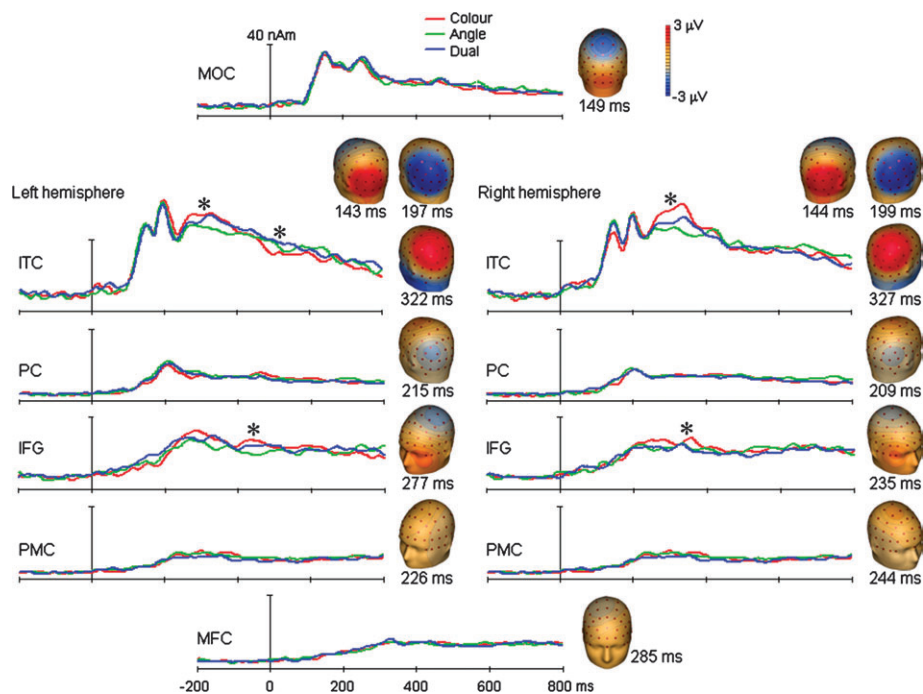 40 nAm
Colour
Angle
Dual
3 µV
-3 µV
MOC
149 ms
Left hemisphere
*
*
143 ms
197 ms
ITC
322 ms
Right hemisphere
*
144 ms
199 ms
ITC
327 ms
PC
215 ms
PC
209 ms
IFG
*
277 ms
IFG
*
235 ms
PMC
226 ms
PMC
244 ms
MFC
285 ms
-200 0 200 400 600 800 ms